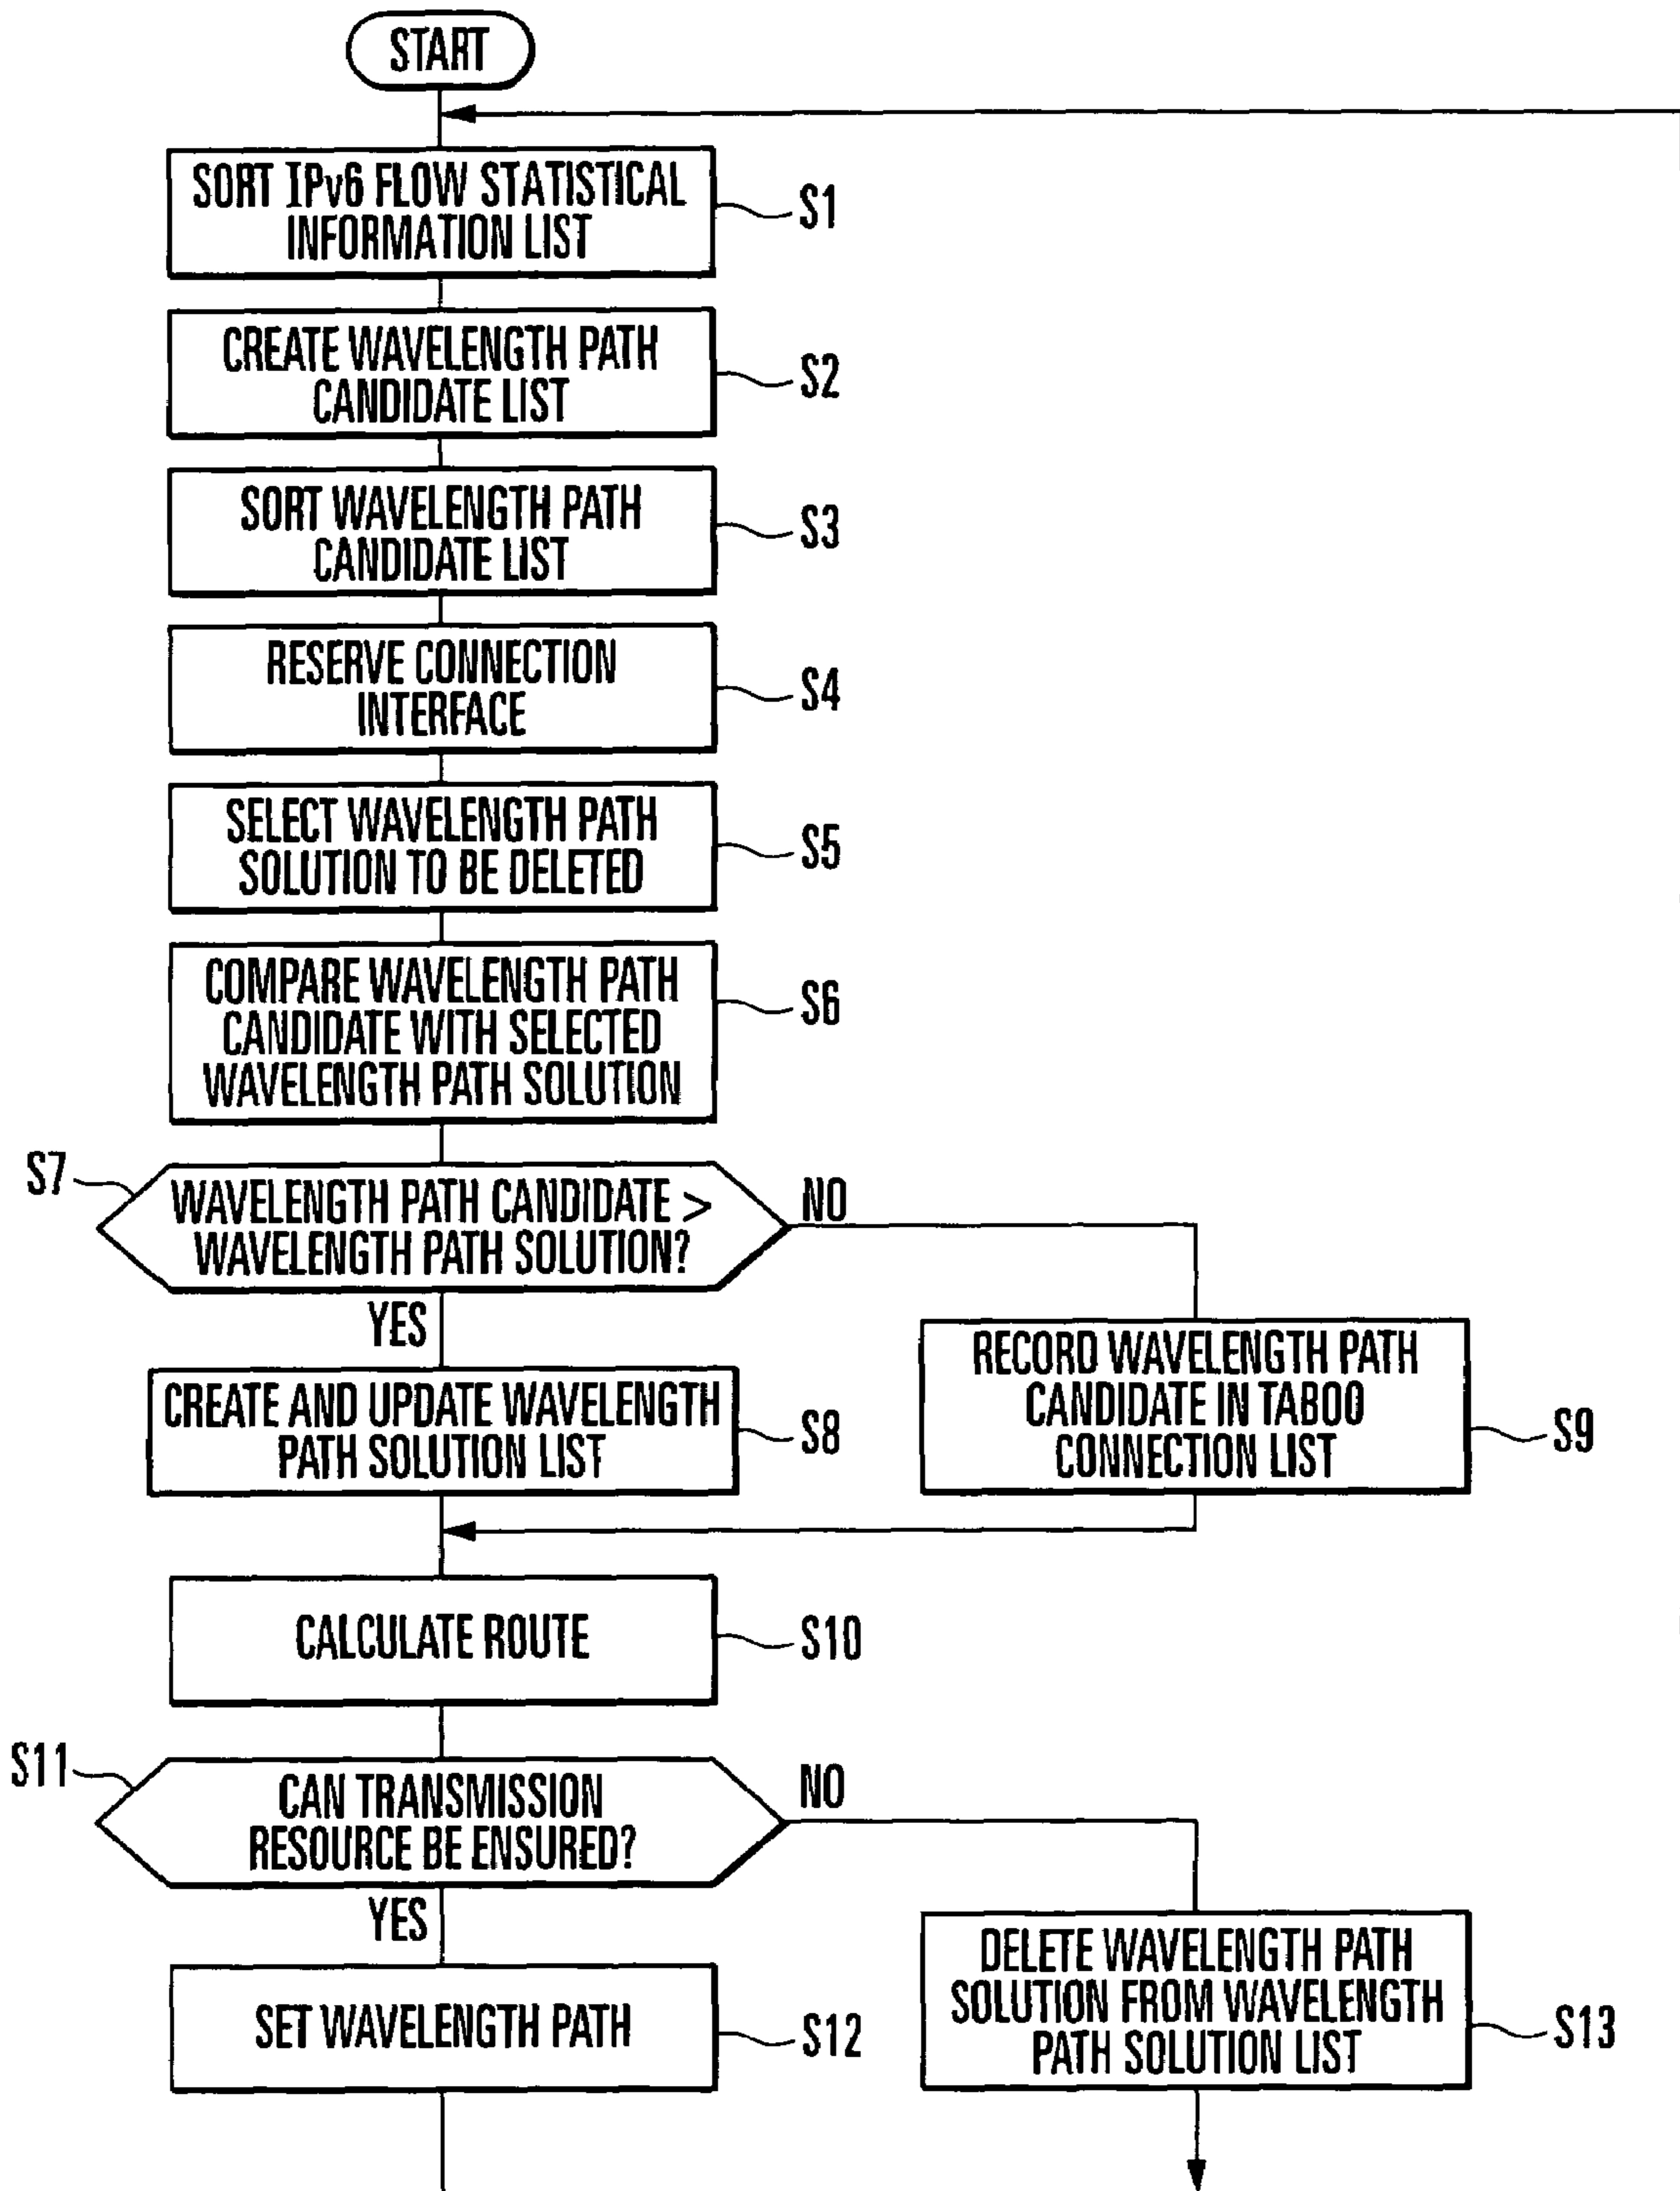 START
SORT IPv6 FLOW STATISTICAL
INFORMATION LIST
S1
CREATE WAVELENGTH PATH
CANDIDATE LIST
S2
SORT WAVELENGTH PATH
CANDIDATE LIST
S3
RESERVE CONNECTION
INTERFACE
S4
SELECT WAVELENGTH PATH
SOLUTION TO BE DELETED
S5
COMPARE WAVELENGTH PATH
CANDIDATE WITH SELECTED
WAVELENGTH PATH SOLUTION
S6
S7
WAVELENGTH PATH CANDIDATE >
WAVELENGTH PATH SOLUTION?
NO
YES
CREATE AND UPDATE WAVELENGTH
PATH SOLUTION LIST
S8
RECORD WAVELENGTH PATH
CANDIDATE IN TABOO
CONNECTION LIST
S9
CALCULATE ROUTE
S10
S11
CAN TRANSMISSION
RESOURCE BE ENSURED?
NO
YES
SET WAVELENGTH PATH
S12
DELETE WAVELENGTH PATH
SOLUTION FROM WAVELENGTH
PATH SOLUTION LIST
S13